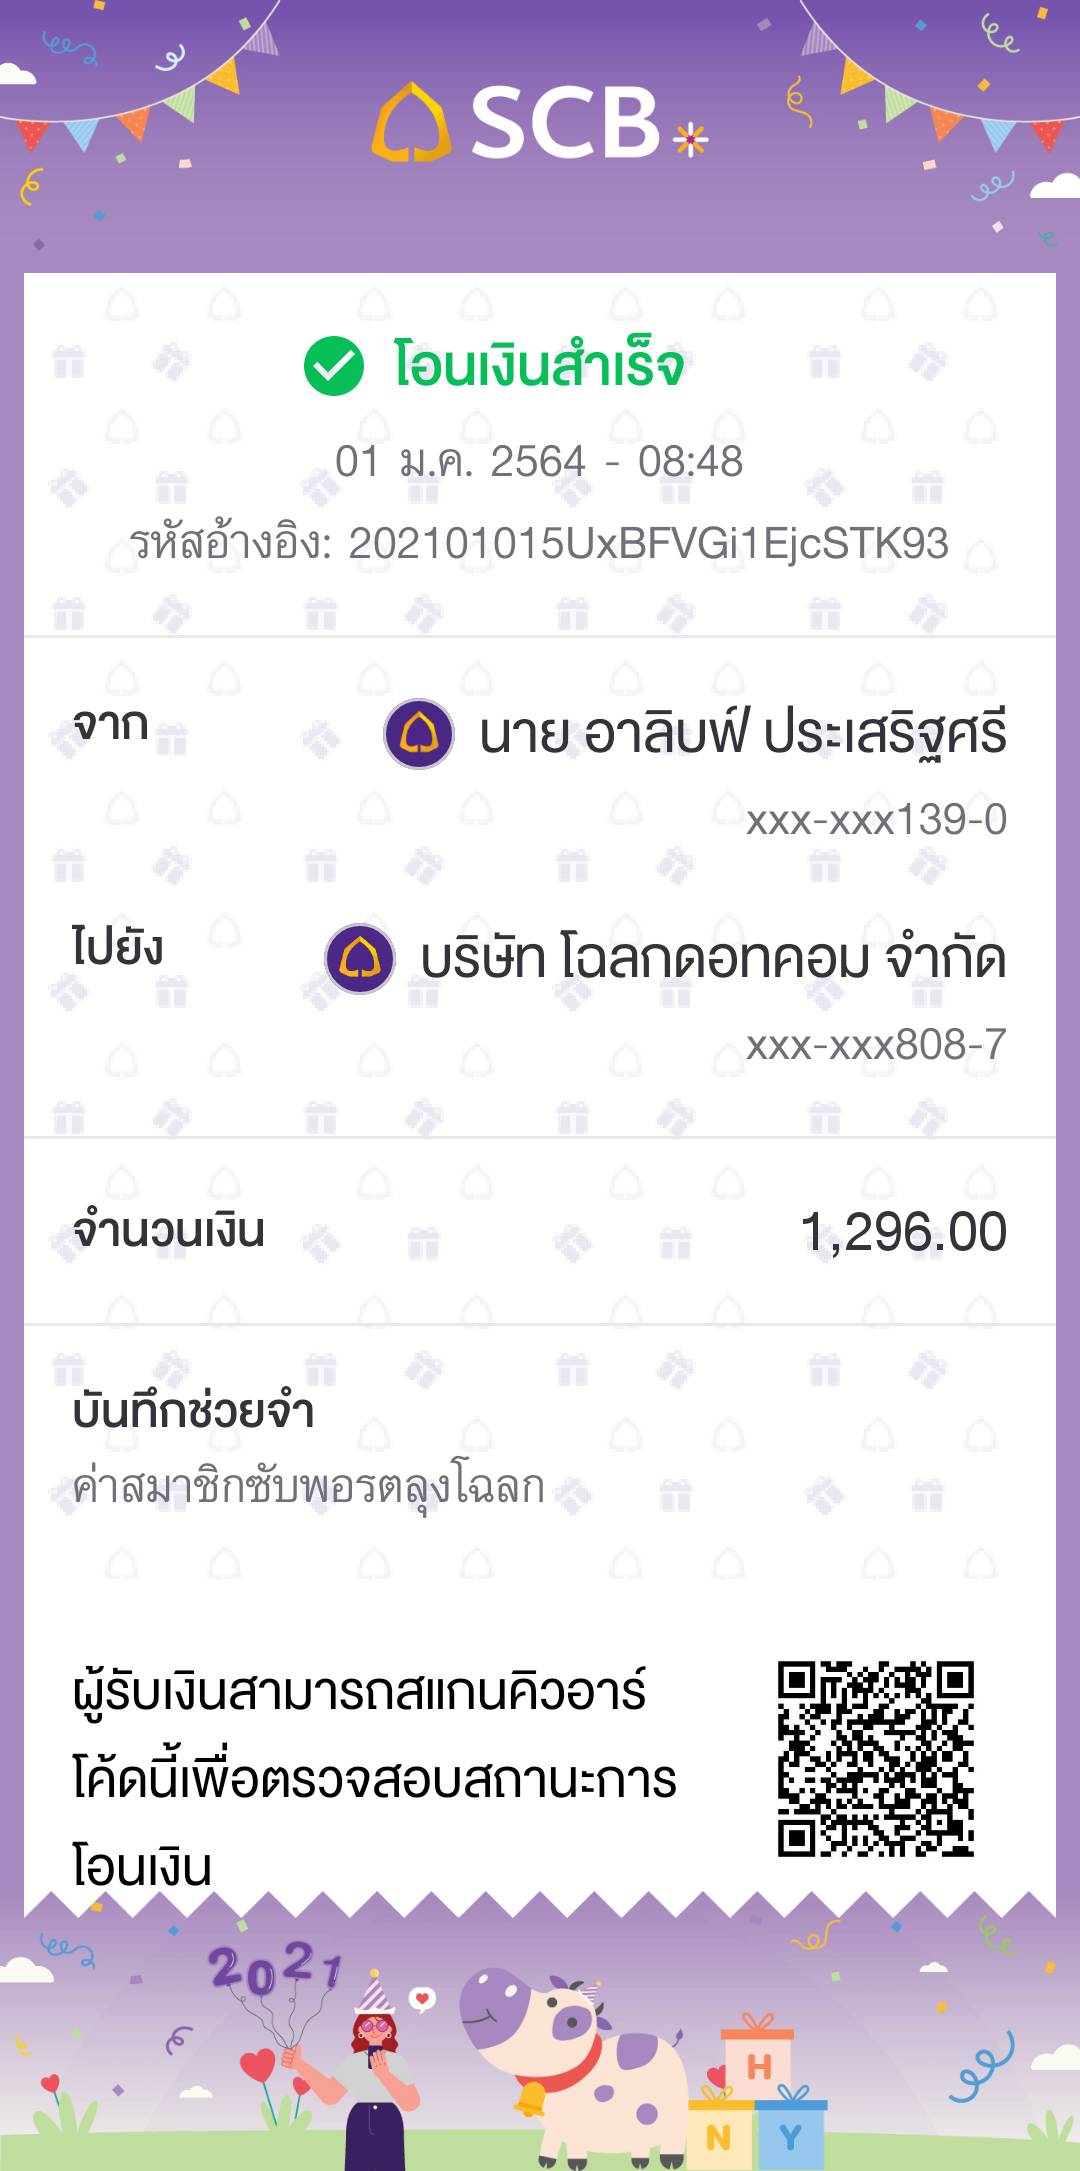 SCB
โอนเงินสำเร็จ
01 ม.ค. 2564 - 08:48
รหัสอ้างอิง: 202101015UxBFVGi1EjcSTK93
จาก
นาย อาลิบฟ์ ประเสริฐศรี
xxx-xxx139-0
ไปยัง
บริษัท โฉลกดอทคอม จำกัด
xxx-xxx808-7
จำนวนเงิน 1,296.00
บันทึกช่วยจำ
ค่าสมาชิกซับพอรตลุงโฉลก
ผู้รับเงินสามารถสแกนคิวอาร์
โค้ดนี้เพื่อตรวจสอบสถานะการ
โอนเงิน
2021
H
N Y